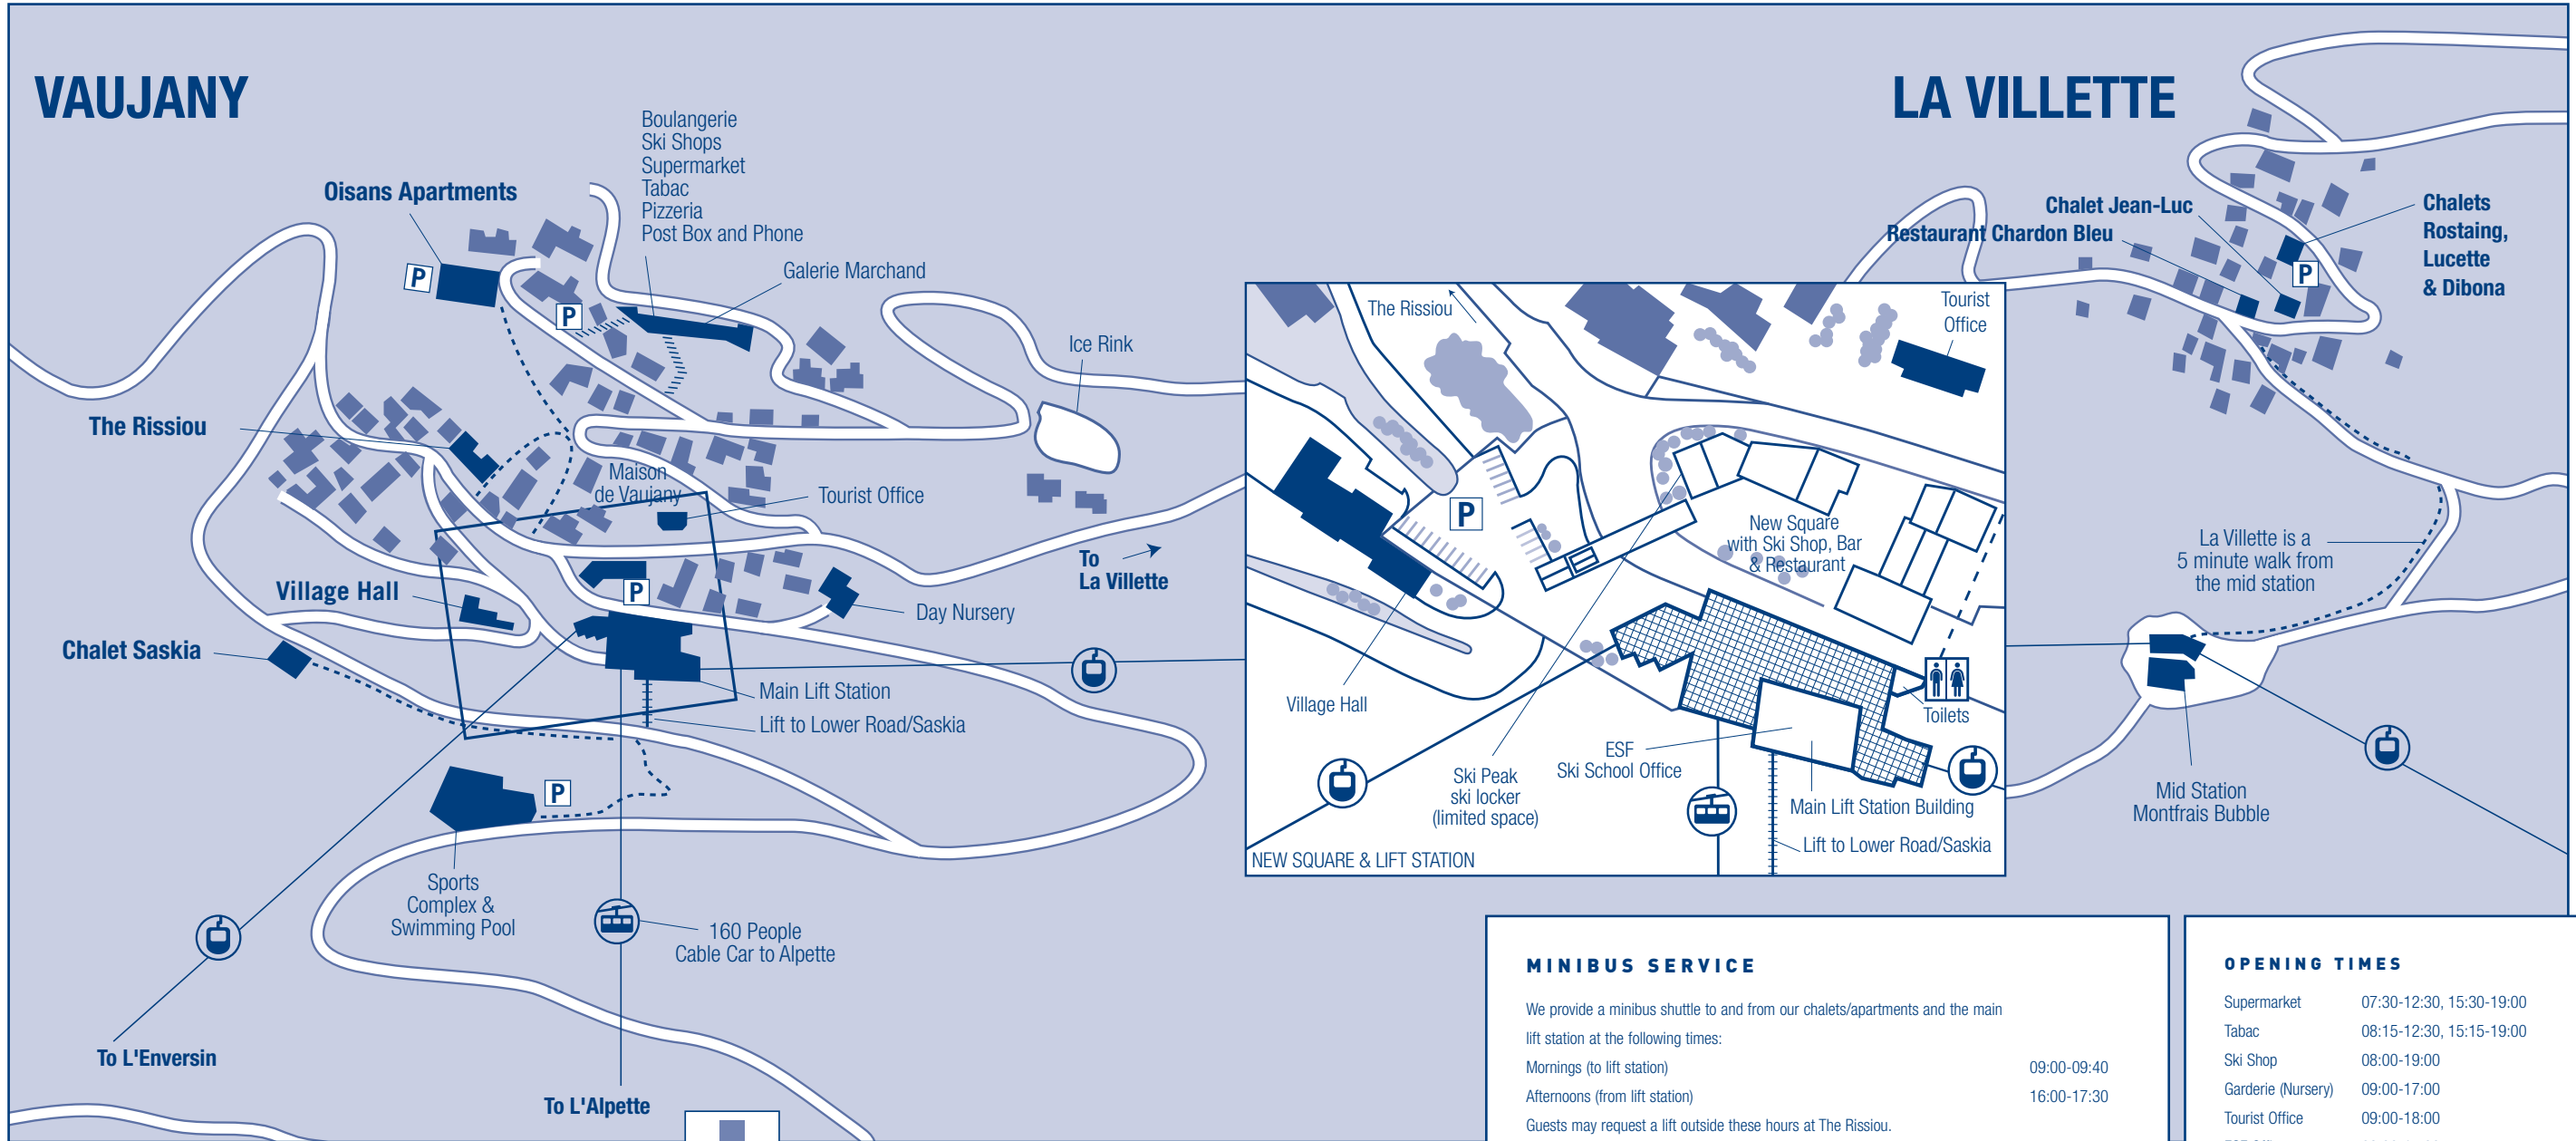 VAUJANY
LA VILLETTE
Boulangerie
Ski Shops
Supermarket
Tabac
Pizzeria
Post Box and Phone
Oisans Apartments
Galerie Marchand
P
P
Ice Rink
The Rissiou
Maison
de Vaujany
Tourist Office
To
La Villette
Village Hall
P
Day Nursery
Chalet Saskia
Main Lift Station
Lift to Lower Road/Saskia
P
Sports
Complex &
Swimming Pool
160 People
Cable Car to Alpette
To L'Enversin
To L'Alpette
The Rissiou
Tourist
Office
P
New Square
with Ski Shop, Bar
& Restaurant
Village Hall
Toilets
ESF
Ski School Office
Ski Peak
ski locker
(limited space)
Main Lift Station Building
Lift to Lower Road/Saskia
NEW SQUARE & LIFT STATION
Chalet Jean-Luc
Restaurant Chardon Bleu
Chalets
Rostaing,
Lucette
& Dibona
P
La Villette is a
5 minute walk from
the mid station
Mid Station
Montfrais Bubble
MINIBUS SERVICE
We provide a minibus shuttle to and from our chalets/apartments and the main
lift station at the following times:
Mornings (to lift station) 09:00-09:40
Afternoons (from lift station) 16:00-17:30
Guests may request a lift outside these hours at The Rissiou.
OPENING TIMES
Supermarket 07:30-12:30, 15:30-19:00
Tabac 08:15-12:30, 15:15-19:00
Ski Shop 08:00-19:00
Garderie (Nursery) 09:00-17:00
Tourist Office 09:00-18:00